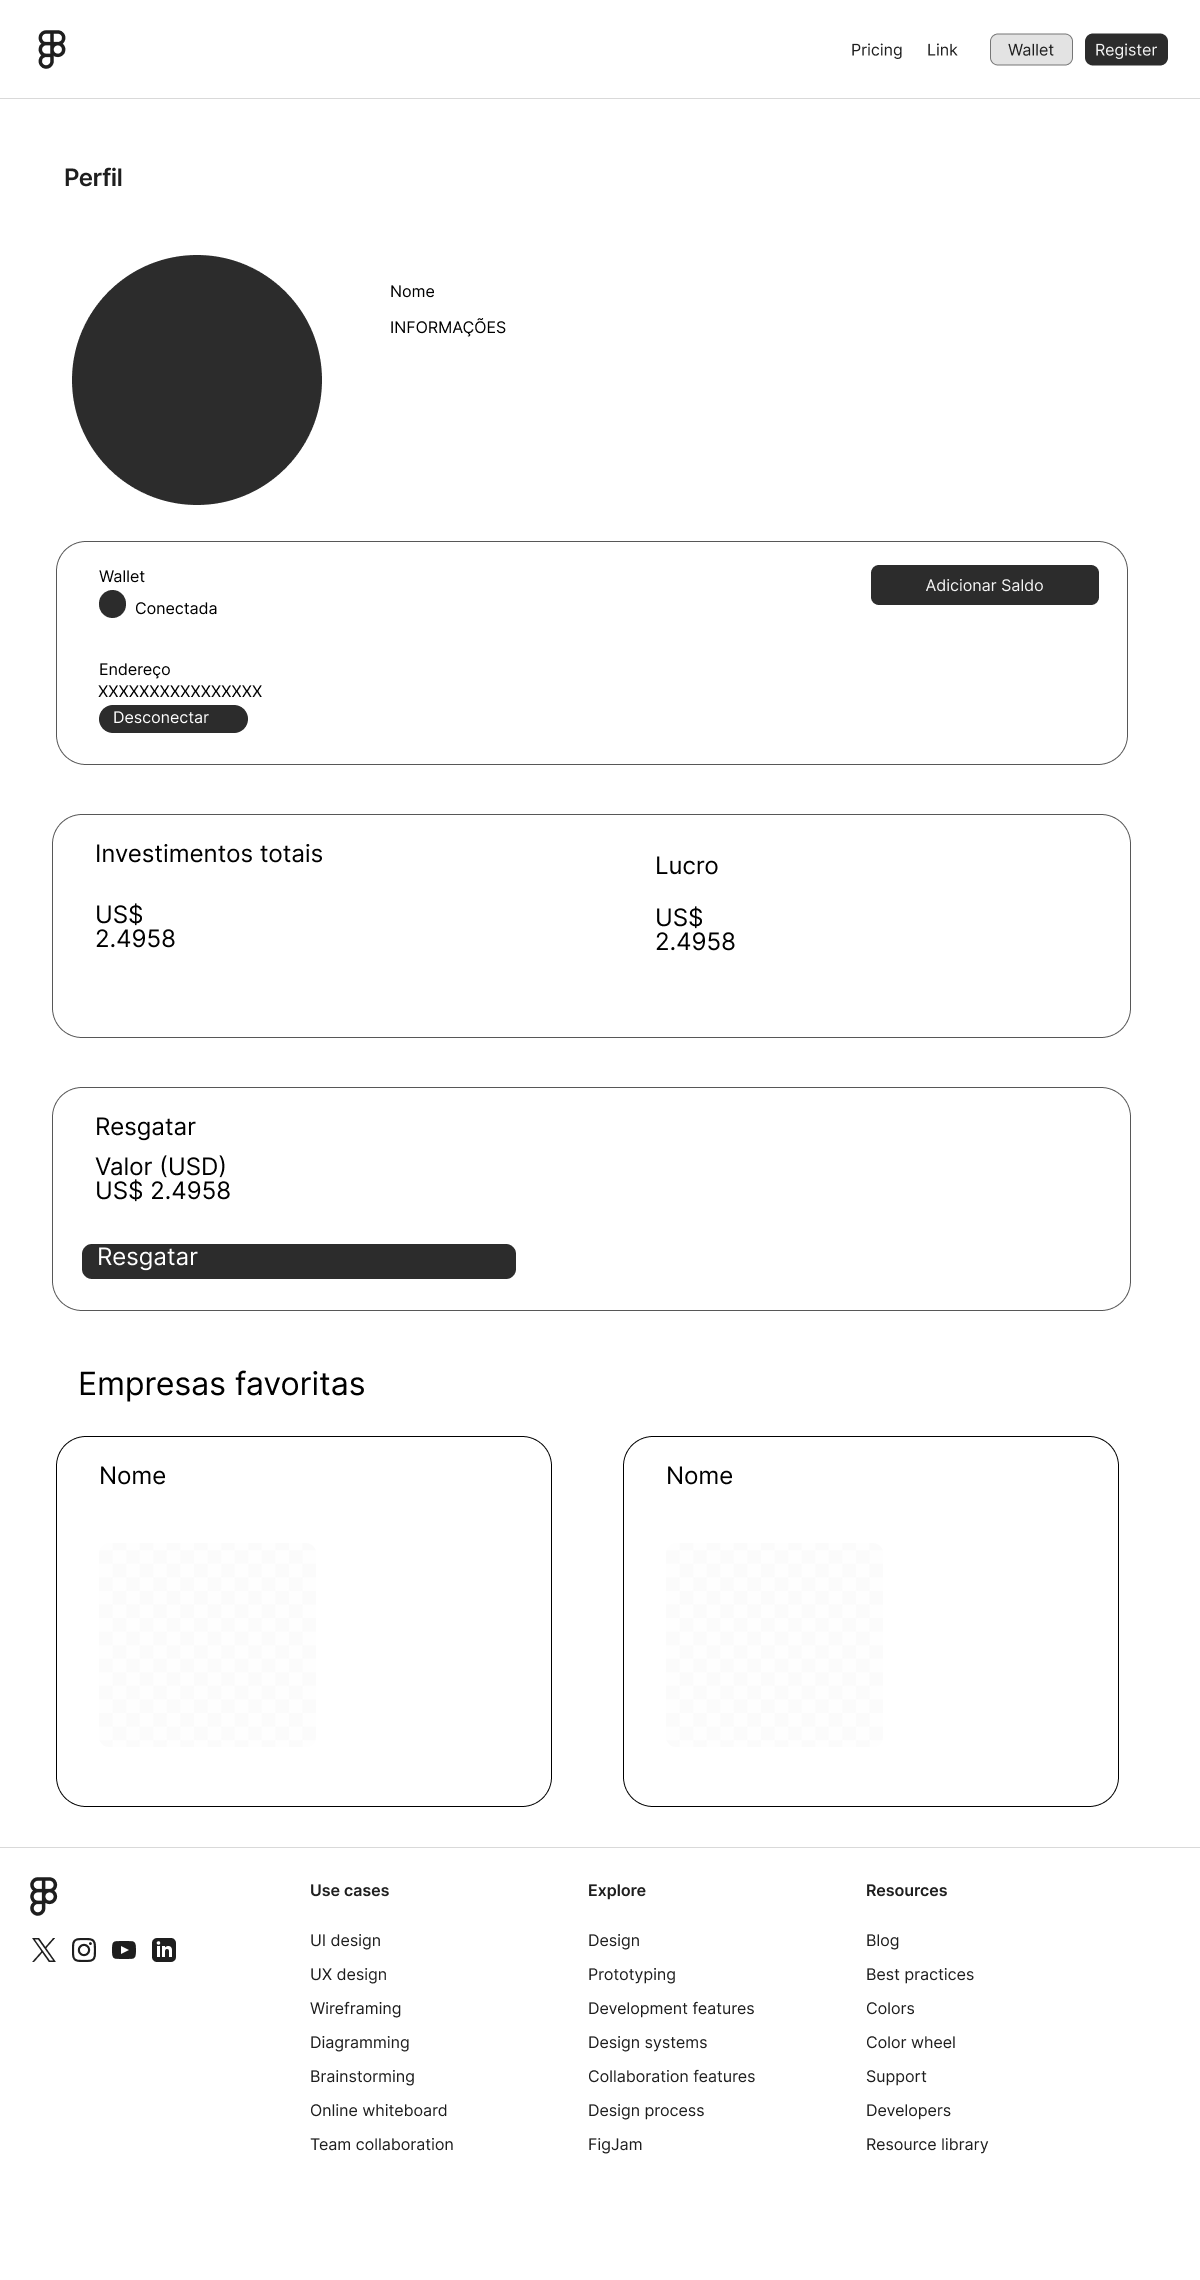 Pricing Link Wallet Register
Perfil
Nome
INFORMAÇÕES
Wallet
Conectada
Adicionar Saldo
Endereço
XXXXXXXXXXXXXXXX
Desconectar
Investimentos totais
US$
2.4958
Lucro
US$
2.4958
Resgatar
Valor (USD)
US$ 2.4958
Resgatar
Empresas favoritas
Nome
Nome
Use cases
UI design
UX design
Wireframing
Diagramming
Brainstorming
Online whiteboard
Team collaboration
Explore
Design
Prototyping
Development features
Design systems
Collaboration features
Design process
FigJam
Resources
Blog
Best practices
Colors
Color wheel
Support
Developers
Resource library